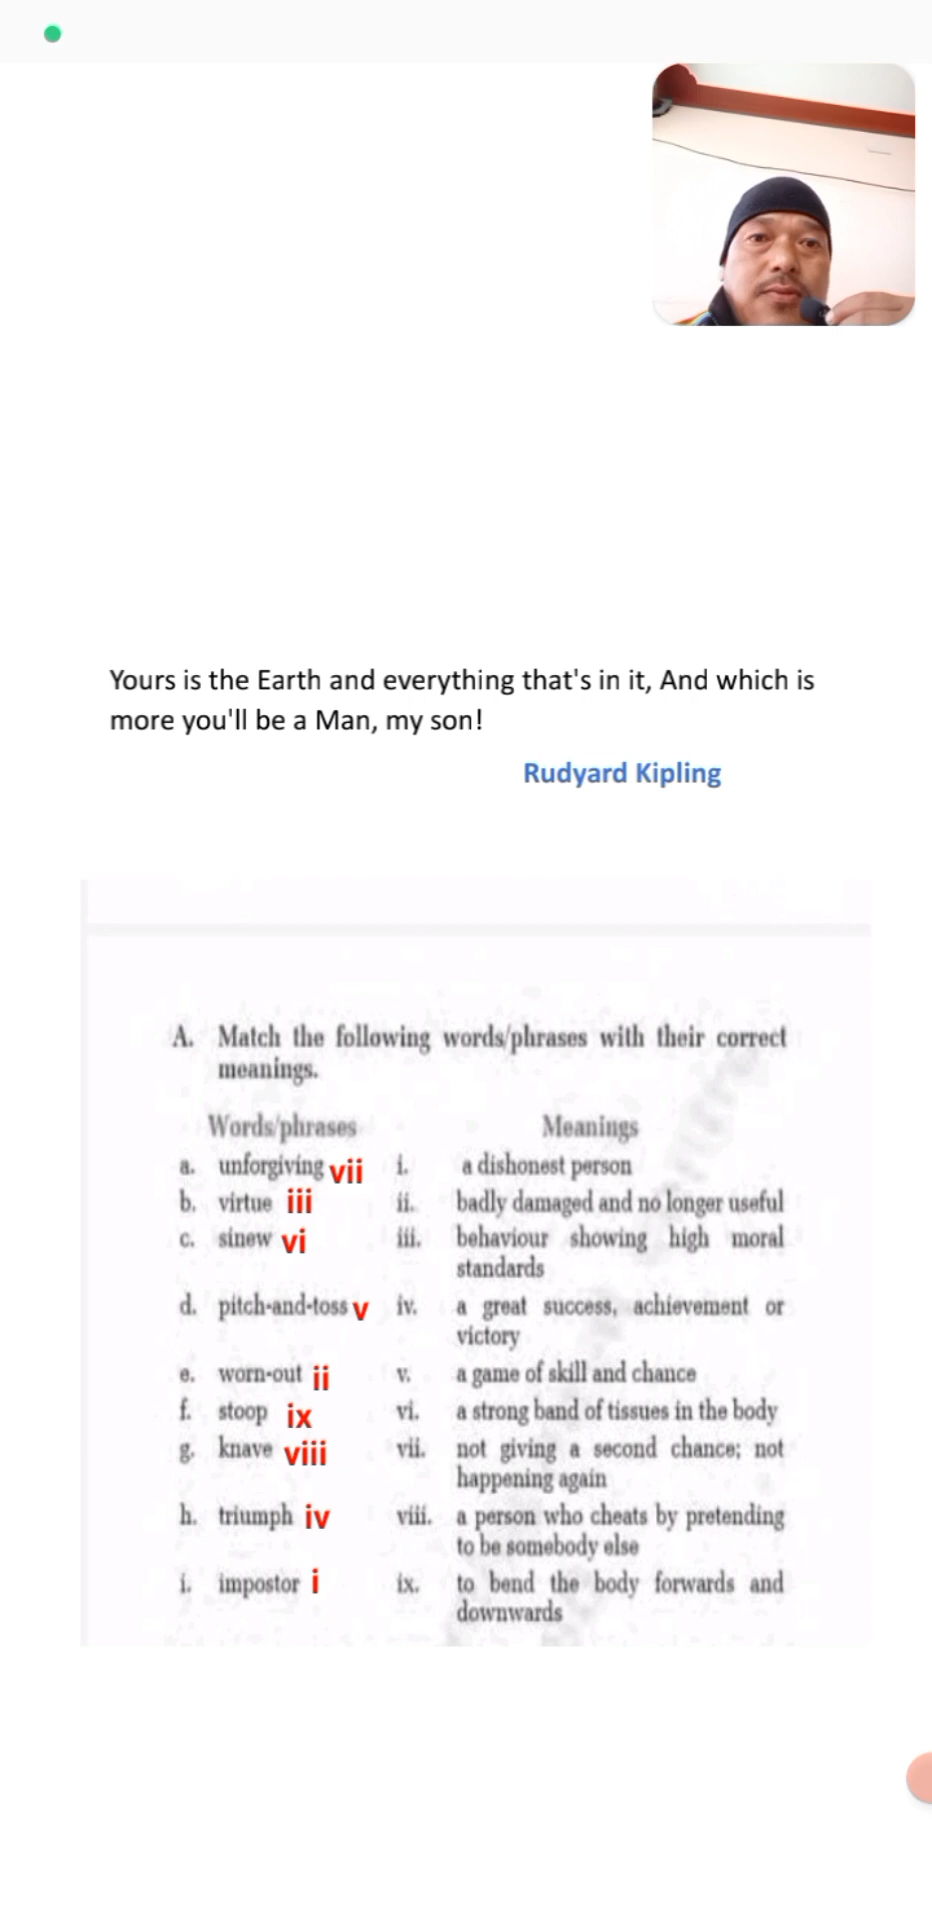 Yours is the Earth and everything that's in it, And which is
more you'll be a Man, my son!
Rudyard Kipling
A. Match the following words/phrases with their correct
meanings.
Words/phrases Meanings
a. unforgiving vii i. a dishonest person
b. virtue iii ii. badly damaged and no longer useful
c. sinew vi iii. behaviour showing high moral
standards
d. pitch-and-toss v iv. a great success, achievement or
victory
e. worn-out ii v. a game of skill and chance
f. stoop ix vi. a strong band of tissues in the body
g. knave viii vii. not giving a second chance; not
happening again
h. triumph iv viii. a person who cheats by pretending
to be somebody else
i. impostor i ix. to bend the body forwards and
downwards